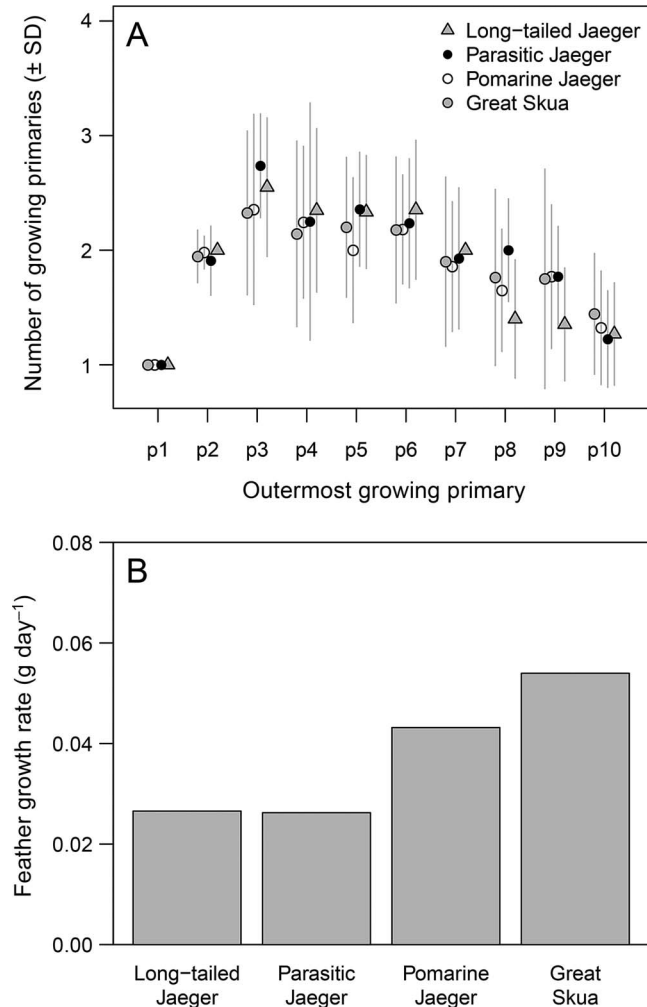 A
Long−tailed Jaeger
Parasitic Jaeger
Pomarine Jaeger
Great Skua
Number of growing primaries (± SD)
4
3
2
1
p1 p2 p3 p4 p5 p6 p7 p8 p9 p10
Outermost growing primary
B
Feather growth rate (g day−1)
0.08
0.06
0.04
0.02
0.00
Long−tailed Parasitic Pomarine Great
Jaeger Jaeger Jaeger Skua